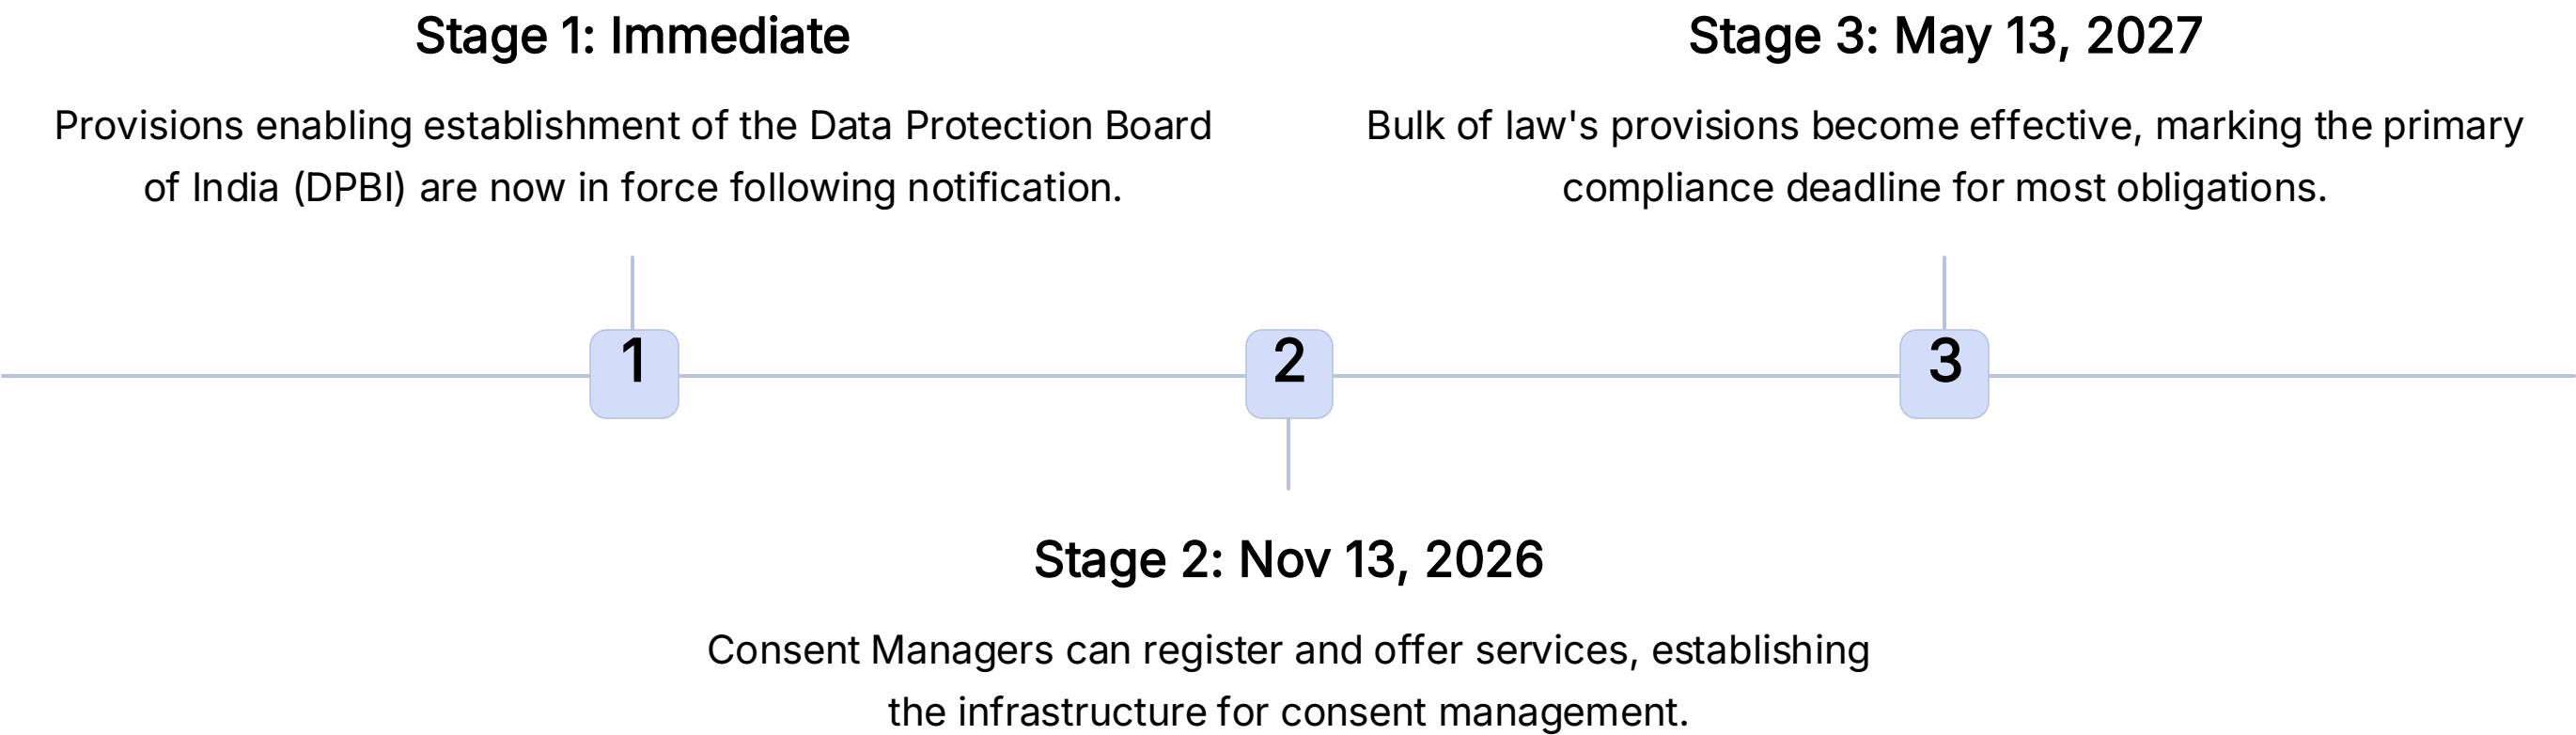 Stage 1: Immediate
Provisions enabling establishment of the Data Protection Board
of India (DPBI) are now in force following notification.
Stage 3: May 13, 2027
Bulk of law's provisions become effective, marking the primary
compliance deadline for most obligations.
1
2
3
Stage 2: Nov 13, 2026
Consent Managers can register and offer services, establishing
the infrastructure for consent management.